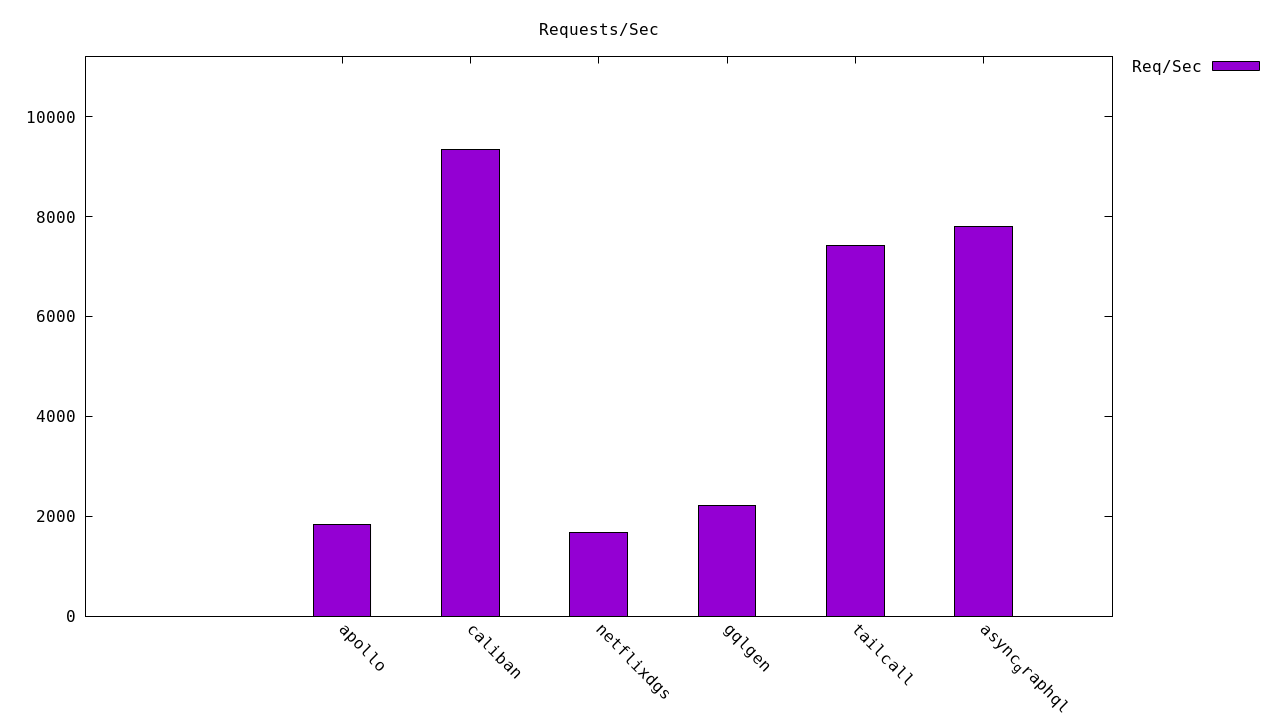 Requests/Sec
Req/Sec
10000
8000
6000
4000
2000
0
apollo
caliban
netflixdgs
gqlgen
tailcall
async_graphql